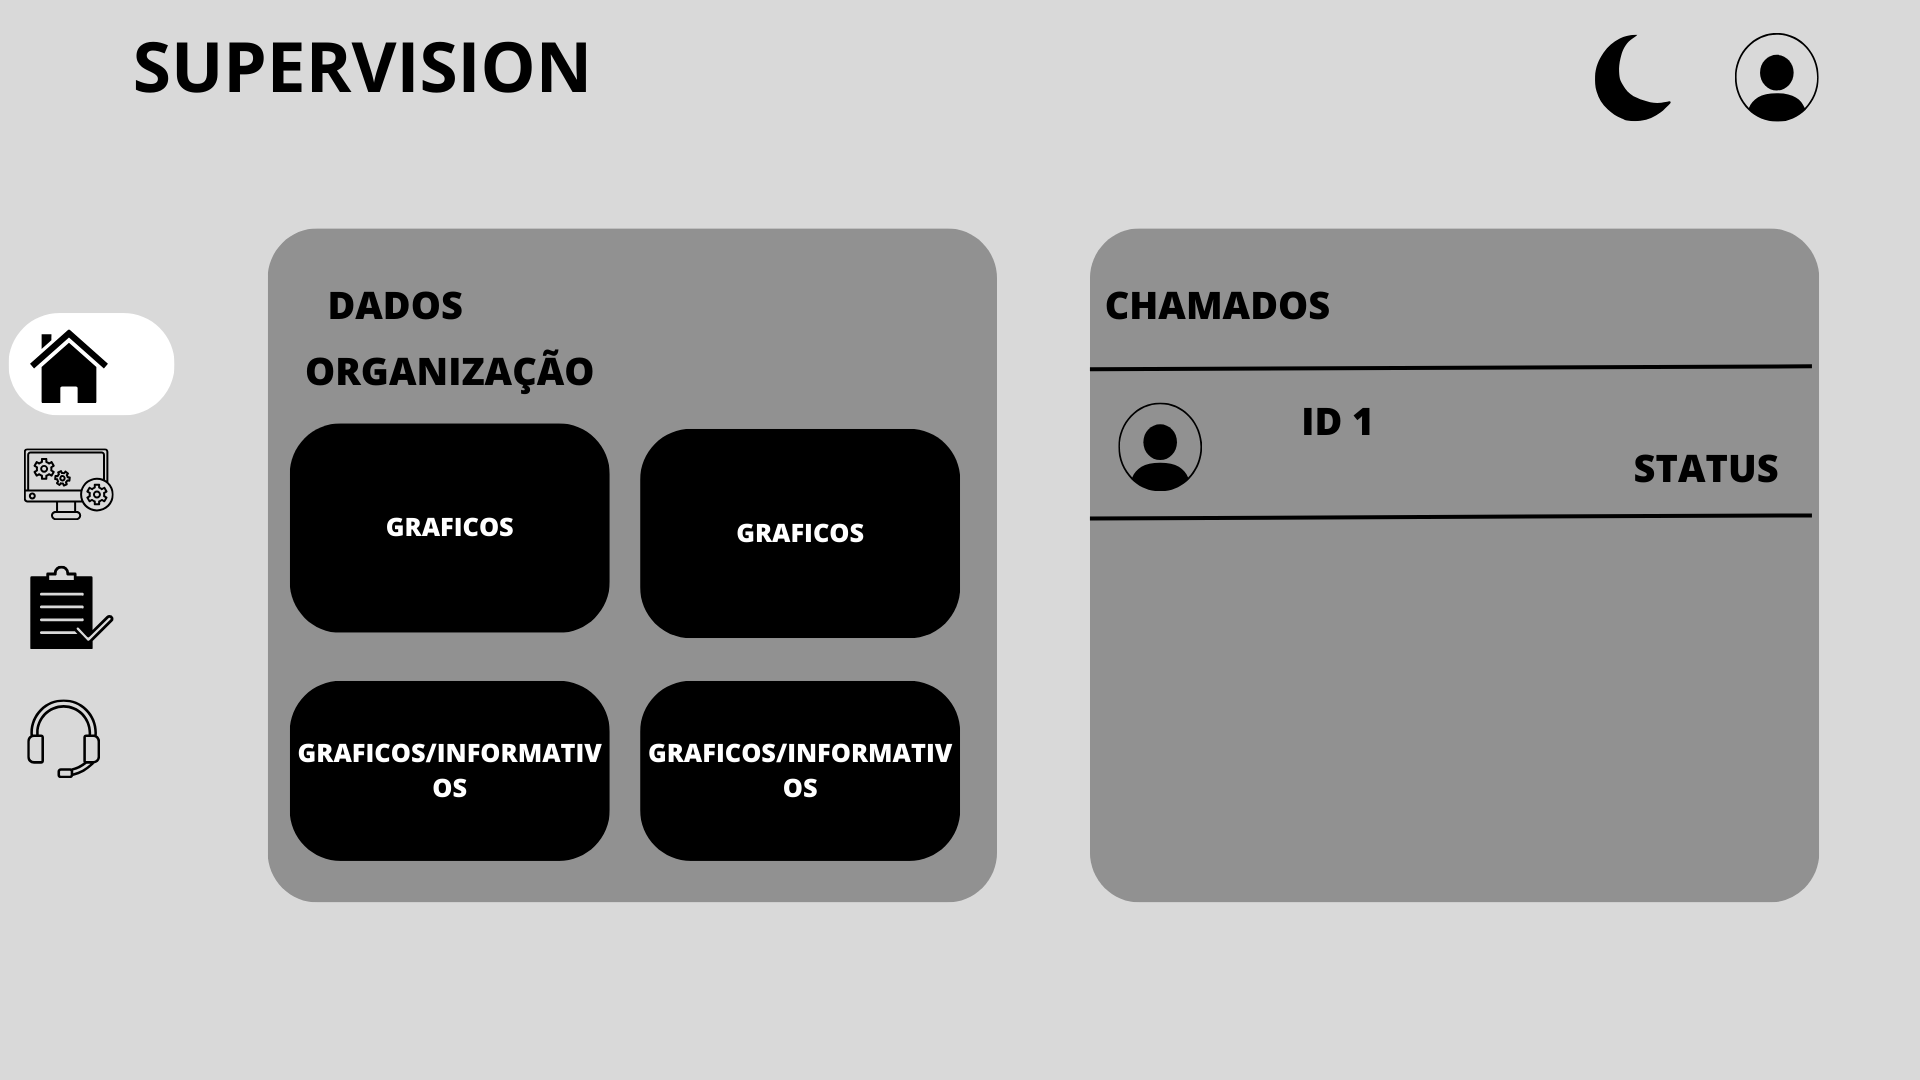 SUPERVISION
DADOS
ORGANIZAÇÃO
GRAFICOS
GRAFICOS
GRAFICOS/INFORMATIV
OS
GRAFICOS/INFORMATIV
OS
CHAMADOS
ID 1
STATUS